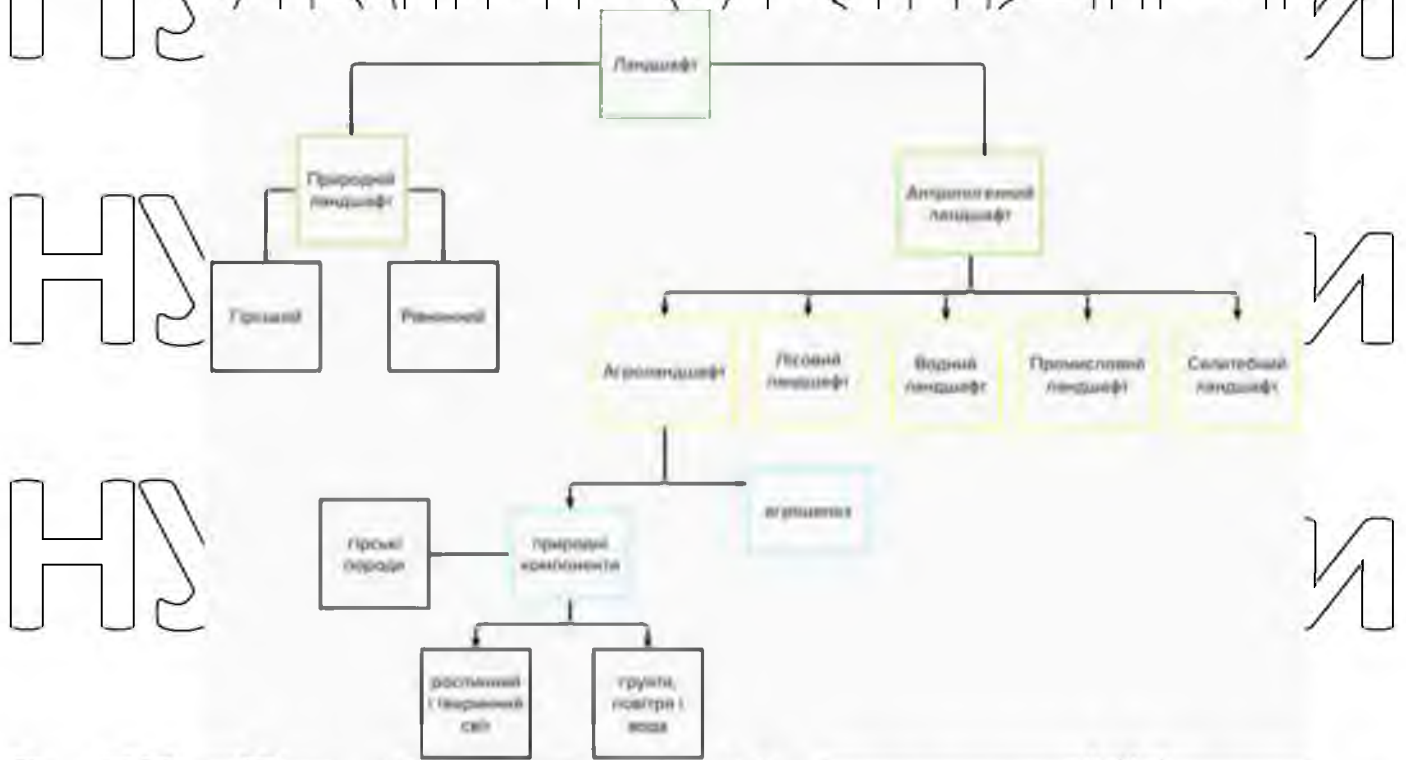 Ландшафт
Природній
ландшафт
Антропогенний
ландшафт
Гірський
Рівнинний
Агроландшафт
Лісовий
ландшафт
Водний
ландшафт
Промисловий
ландшафт
Селитебний
ландшафт
агроценоз
гірські
породи
природні
компоненти
рослинний
і тваринний
світ
грунти,
повітря і
вода